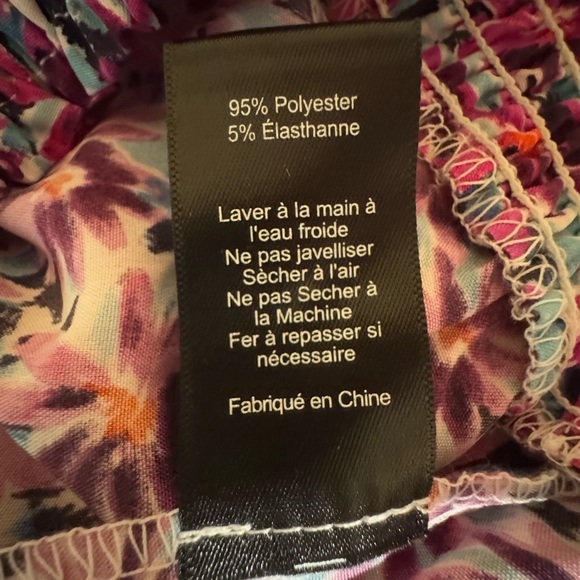 95% Polyester
5% Élasthanne
Laver à la main à
l'eau froide
Ne pas javelliser
Sècher à l'air
Ne pas Secher à
la Machine
Fer à repasser si
nécessaire
Fabriqué en Chine